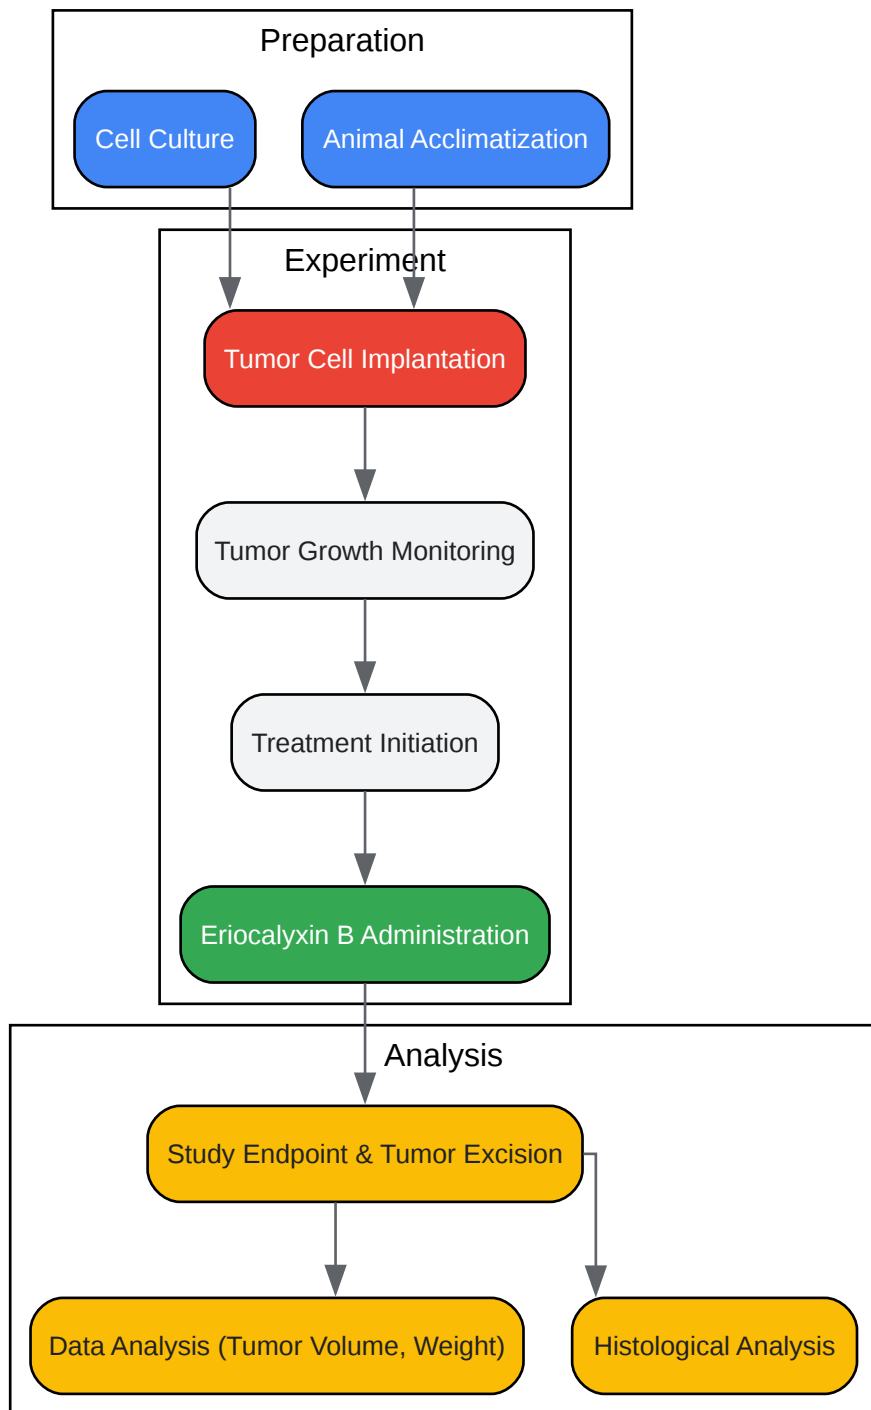 Preparation
Cell Culture
Animal Acclimatization
Experiment
Tumor Cell Implantation
Tumor Growth Monitoring
Treatment Initiation
Eriocalyxin B Administration
Analysis
Study Endpoint & Tumor Excision
Data Analysis (Tumor Volume, Weight)
Histological Analysis